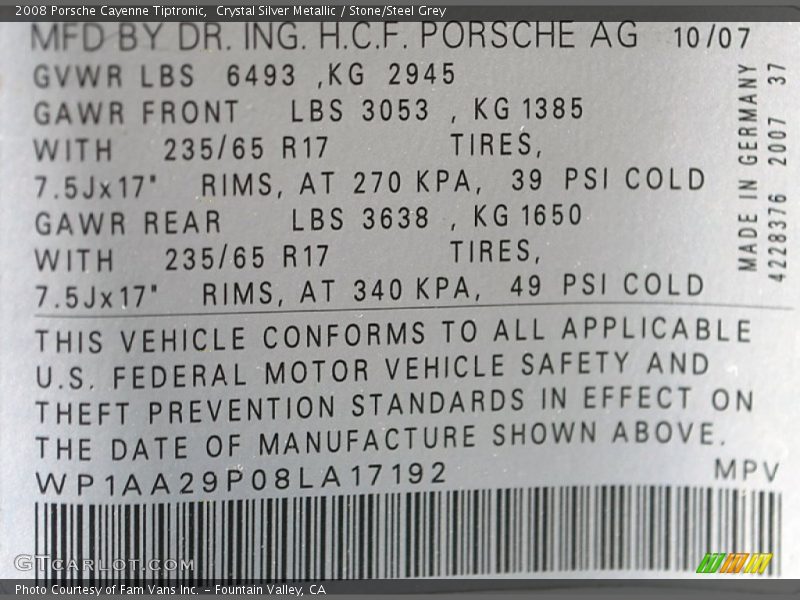 2008 Porsche Cayenne Tiptronic,  Crystal Silver Metallic / Stone/Steel Grey
MFD BY DR. ING. H.C.F. PORSCHE AG 10/07
GVWR LBS 6493 ,KG 2945
GAWR FRONT LBS 3053 , KG 1385
WITH 235/65 R17 TIRES,
7.5Jx17" RIMS, AT 270 KPA, 39 PSI COLD
GAWR REAR LBS 3638 , KG 1650
WITH 235/65 R17 TIRES,
7.5Jx17" RIMS, AT 340 KPA, 49 PSI COLD
MADE IN GERMANY
4228376 2007 37
THIS VEHICLE CONFORMS TO ALL APPLICABLE
U.S. FEDERAL MOTOR VEHICLE SAFETY AND
THEFT PREVENTION STANDARDS IN EFFECT ON
THE DATE OF MANUFACTURE SHOWN ABOVE.
WP1AA29P08LA17192 MPV
GTCARLOT.COM
Photo Courtesy of Fam Vans Inc. – Fountain Valley, CA